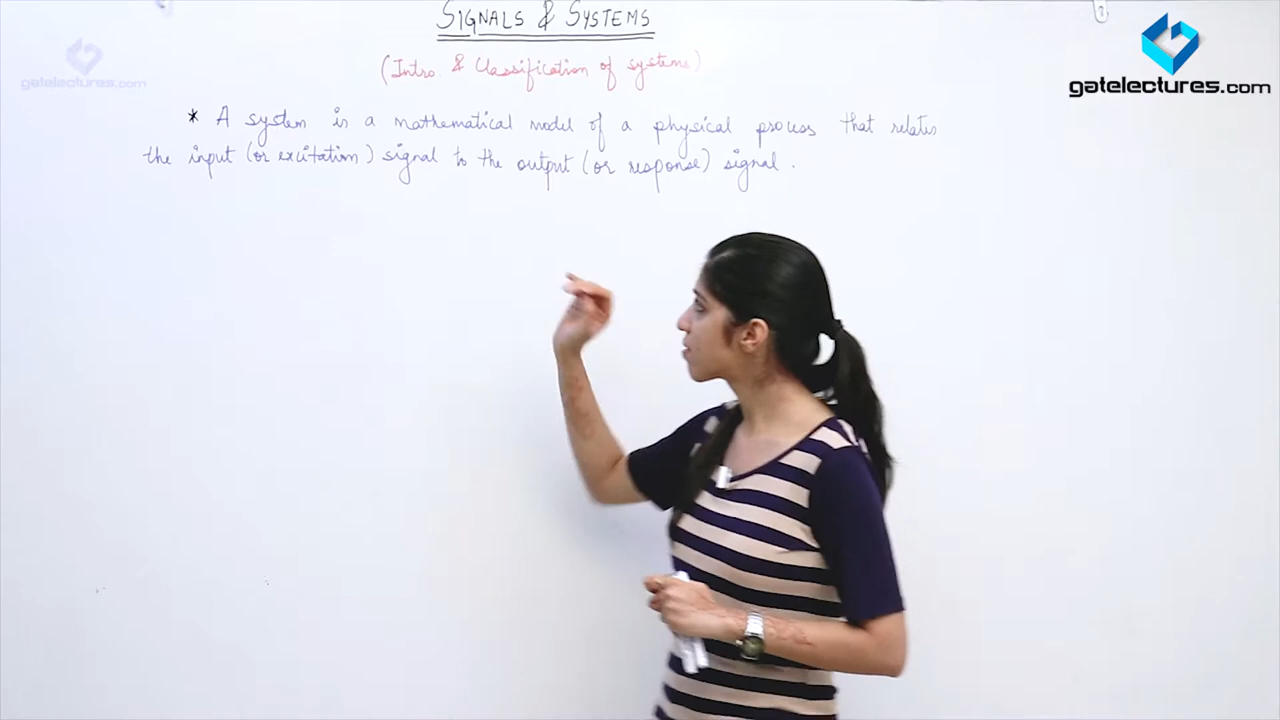 SIGNALS & SYSTEMS
(Intro. & Classification of systems)
* A system is a mathematical model of a physical process that relates
the input (or excitation) signal to the output (or response) signal.
gatelectures.com
gatelectures.com